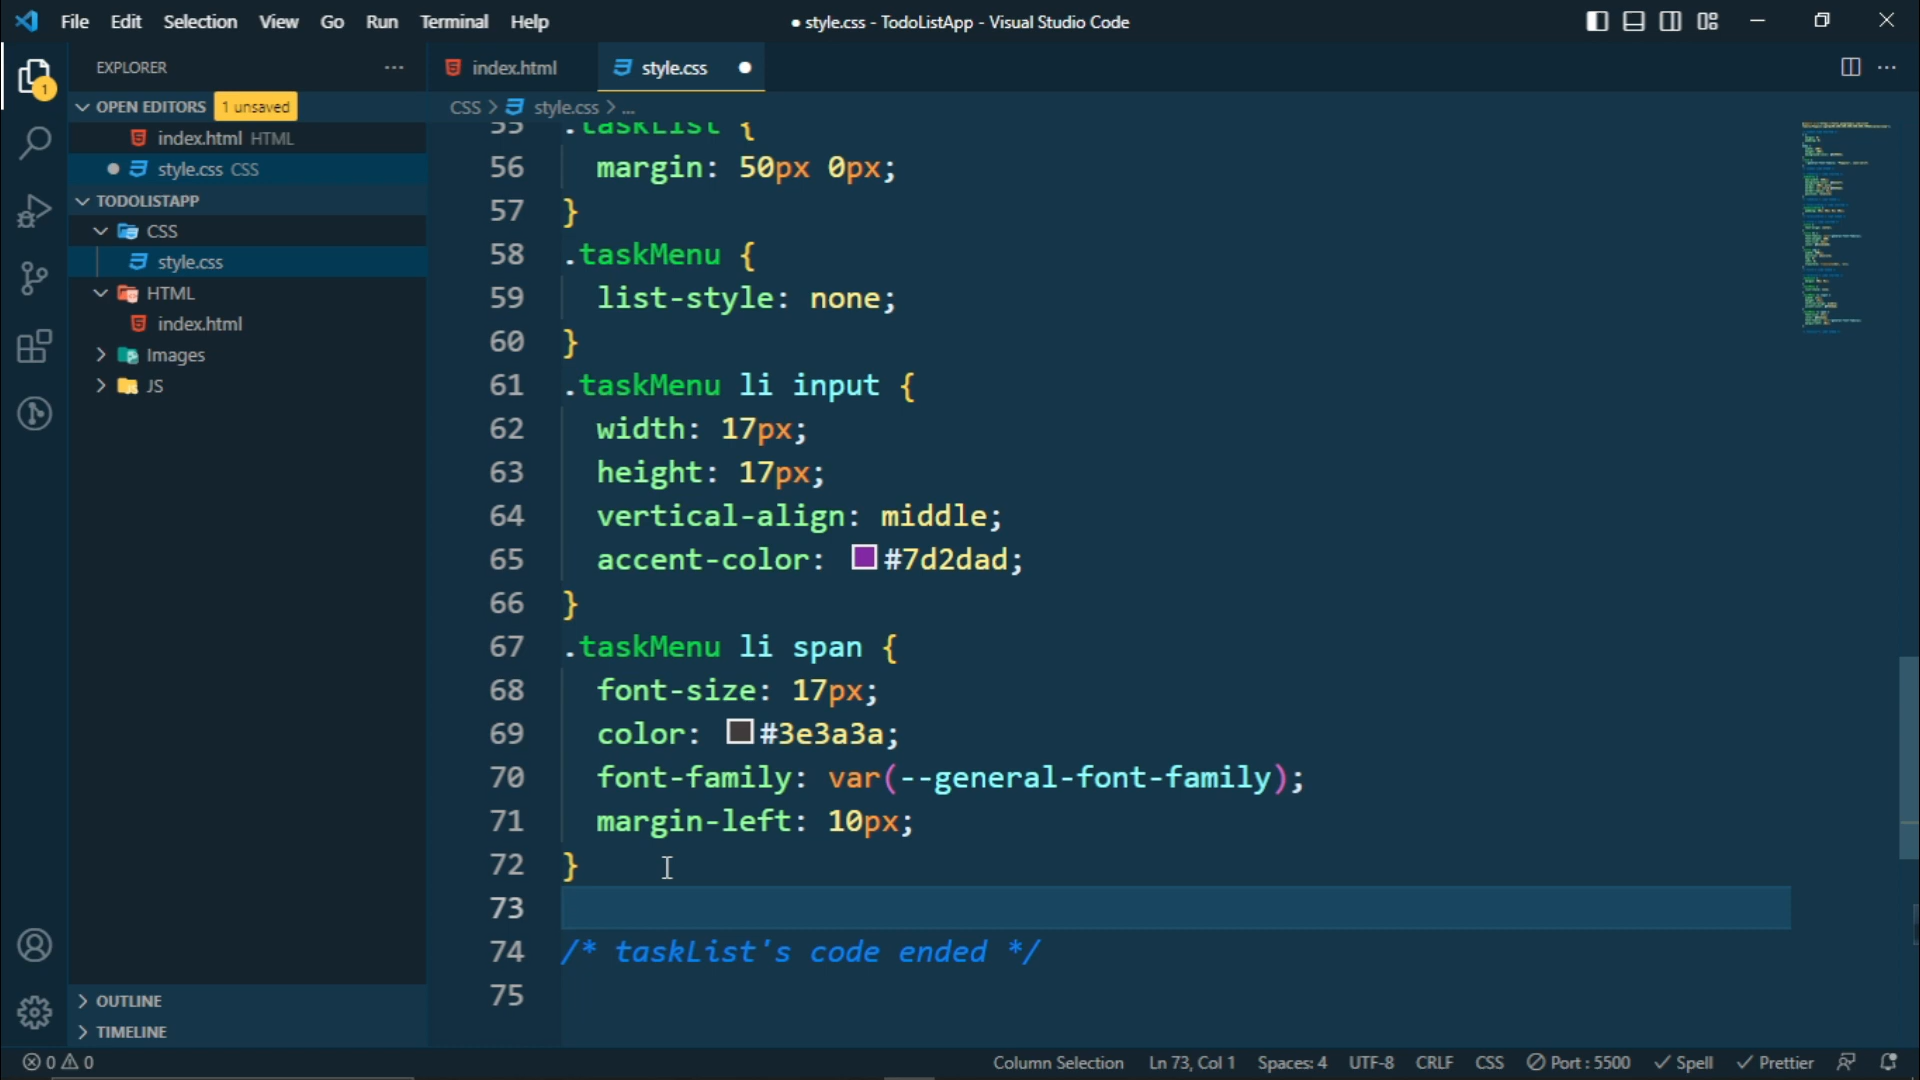 File Edit Selection View Go Run Terminal Help
● style.css - TodoListApp - Visual Studio Code
EXPLORER
1
OPEN EDITORS 1 unsaved
index.html HTML
style.css CSS
TODOLISTAPP
CSS
style.css
HTML
index.html
Images
JS
OUTLINE
TIMELINE
index.html
style.css
CSS > style.css > ...
55 .taskList {
56 margin: 50px 0px;
57 }
58 .taskMenu {
59 list-style: none;
60 }
61 .taskMenu li input {
62 width: 17px;
63 height: 17px;
64 vertical-align: middle;
65 accent-color: #7d2dad;
66 }
67 .taskMenu li span {
68 font-size: 17px;
69 color: #3e3a3a;
70 font-family: var(--general-font-family);
71 margin-left: 10px;
72 }
73
74 /* taskList's code ended */
75
0 0 Column Selection Ln 73, Col 1 Spaces: 4 UTF-8 CRLF CSS Port : 5500 Spell Prettier